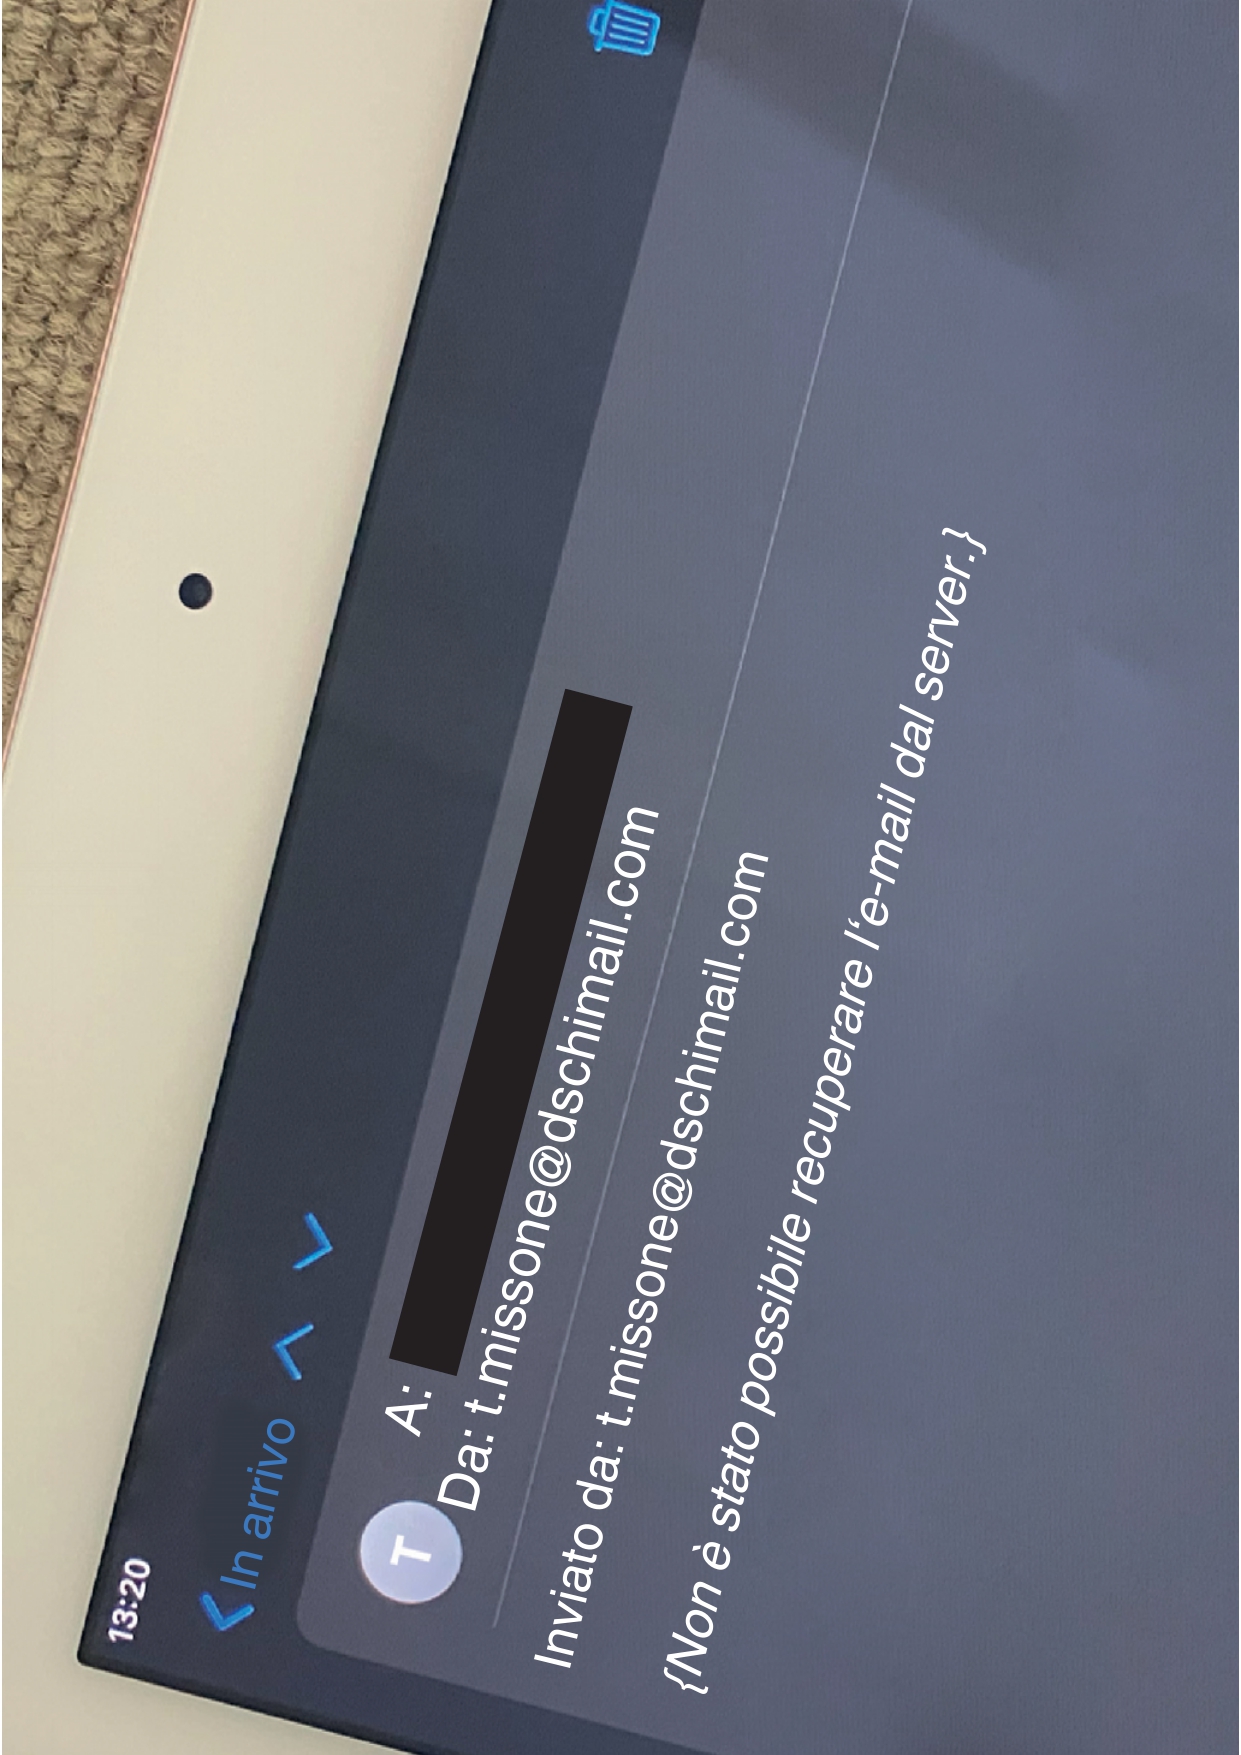 13:20
In arrivo
T
A:
Da: t.missone@dschimail.com
Inviato da: t.missone@dschimail.com
{Non è stato possibile recuperare l‘e-mail dal server.}